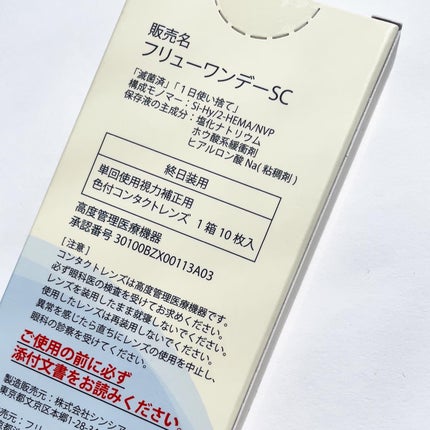 販売名
フリューワンデーSC
「滅菌済」「1日使い捨て」
構成モノマー：Si-Hy/2-HEMA/NVP
保存液の主成分：塩化ナトリウム
ホウ酸系緩衝剤
ヒアルロン酸Na(粘稠剤)
終日装用
単回使用視力補正用
色付コンタクトレンズ 1箱10枚入
高度管理医療機器
承認番号 30100BZX00113A03
[注意]
コンタクトレンズは高度管理医療機器です。
必ず眼科医の検査を受けてお求めください。
レンズを装用したまま就寝しないでください。
使用したレンズは再装用しないでください。
異常を感じたら直ちにレンズの使用を中止し、
眼科の診察を受けてください。
ご使用の前に必ず
添付文書をお読みください。
製造販売元：株式会社シンシア
東京都文京区本郷1-28-3
発売元：フリ